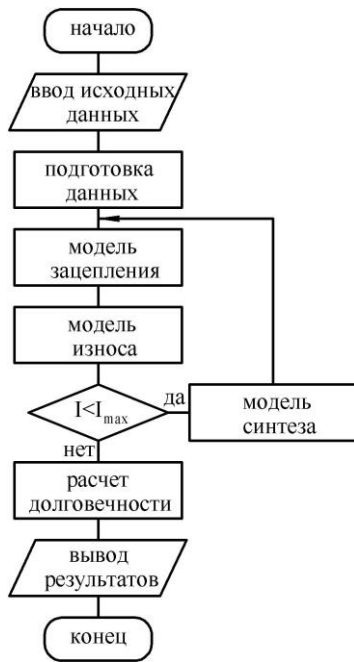 начало
ввод исходных
данных
подготовка
данных
модель
зацепления
модель
износа
I<Imax
да
модель
синтеза
нет
расчет
долговечности
вывод
результатов
конец